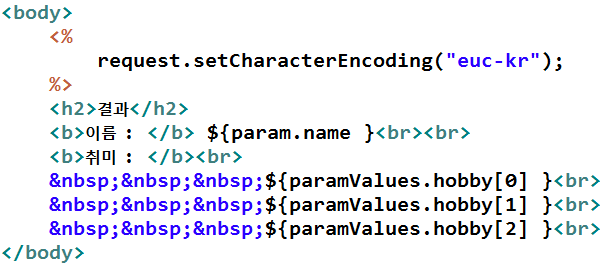 <body>
<%
request.setCharacterEncoding("euc-kr");
%>
<h2>결과</h2>
<b>이름 : </b> ${param.name }<br><br>
<b>취미 : </b><br>
&nbsp;&nbsp;&nbsp;${paramValues.hobby[0] }<br>
&nbsp;&nbsp;&nbsp;${paramValues.hobby[1] }<br>
&nbsp;&nbsp;&nbsp;${paramValues.hobby[2] }<br>
</body>